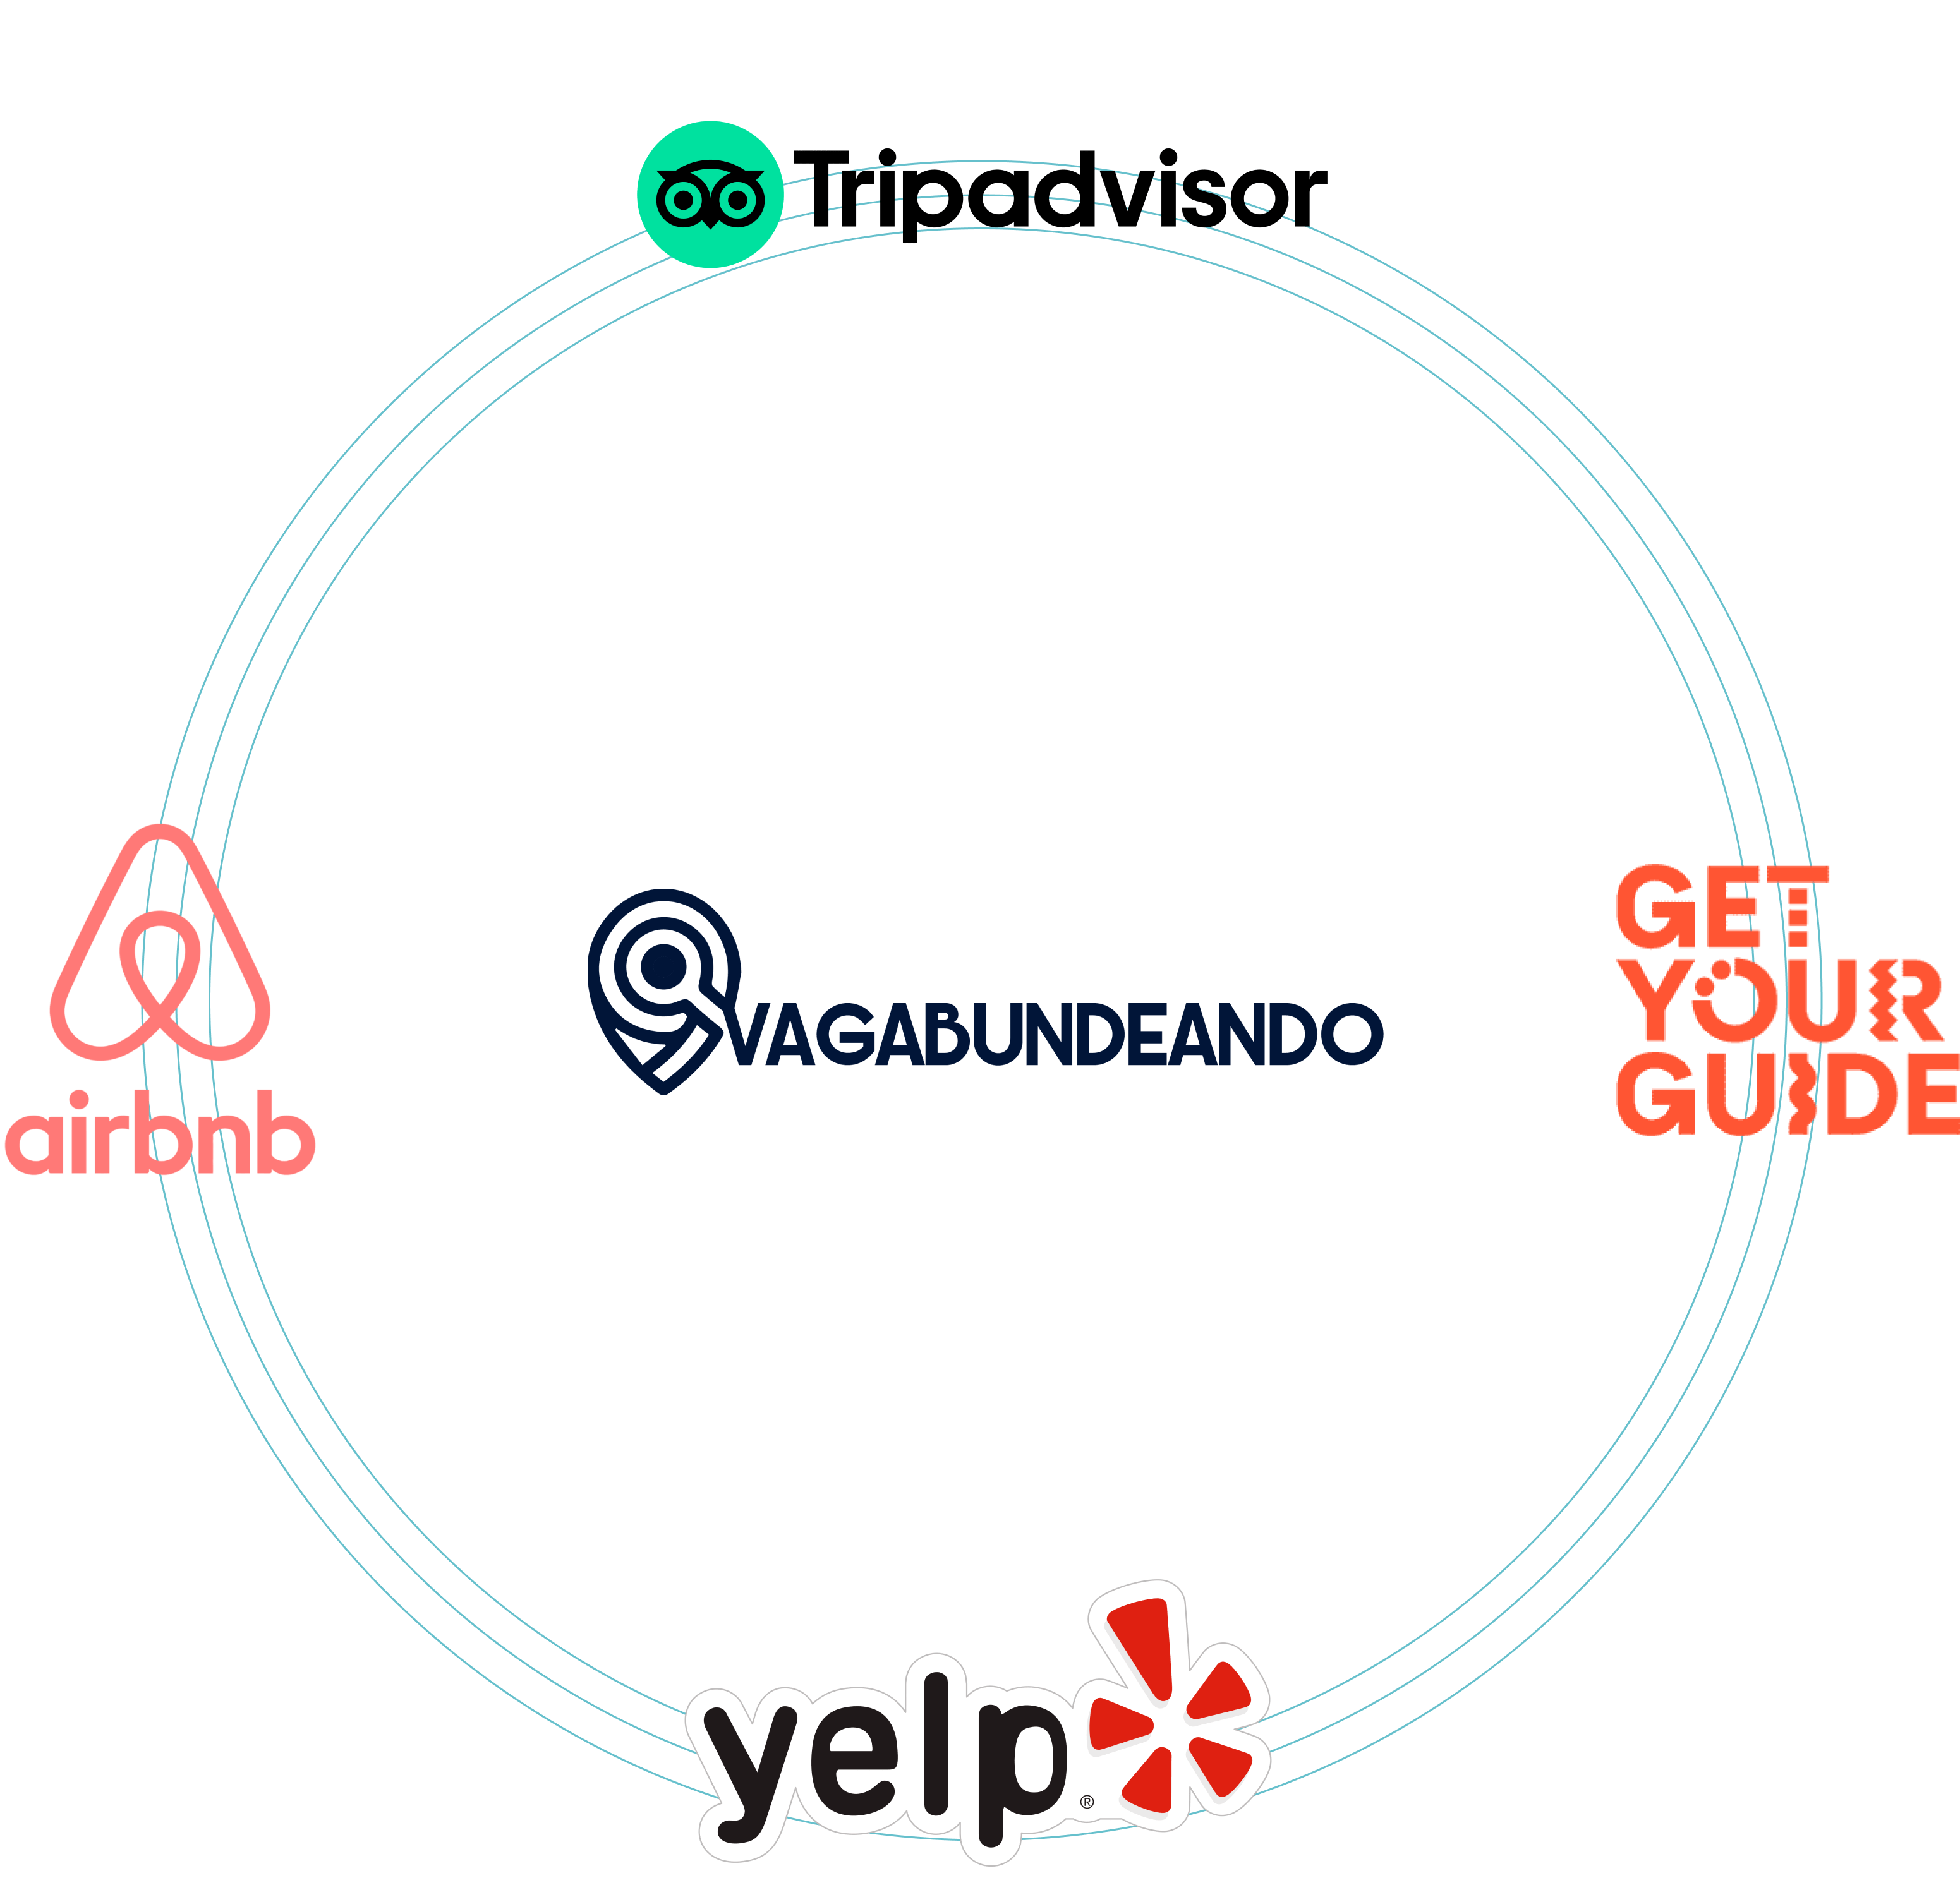 Tripadvisor
airbnb
VAGABUNDEANDO
GET
YOUR
GUIDE
yelp®